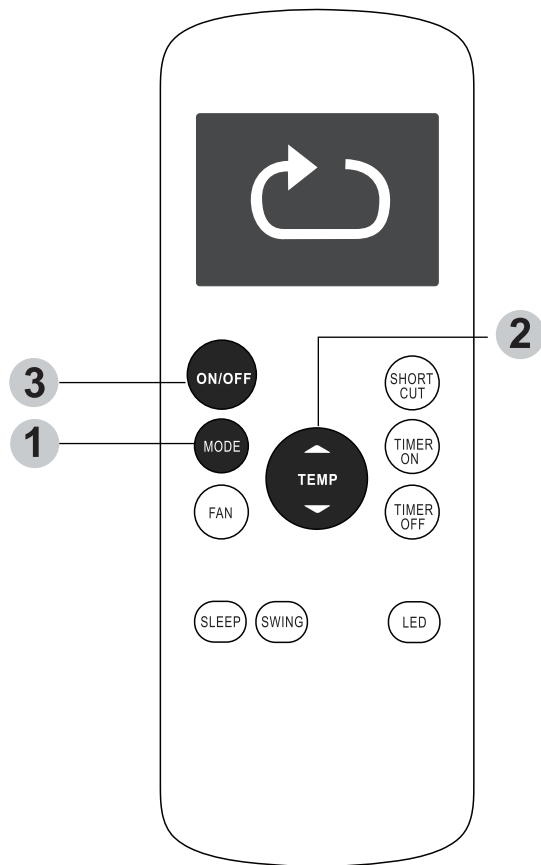 2
ON/OFF
3
SHORT
CUT
MODE
1
TEMP
TIMER
ON
FAN
TIMER
OFF
SLEEP
SWING
LED